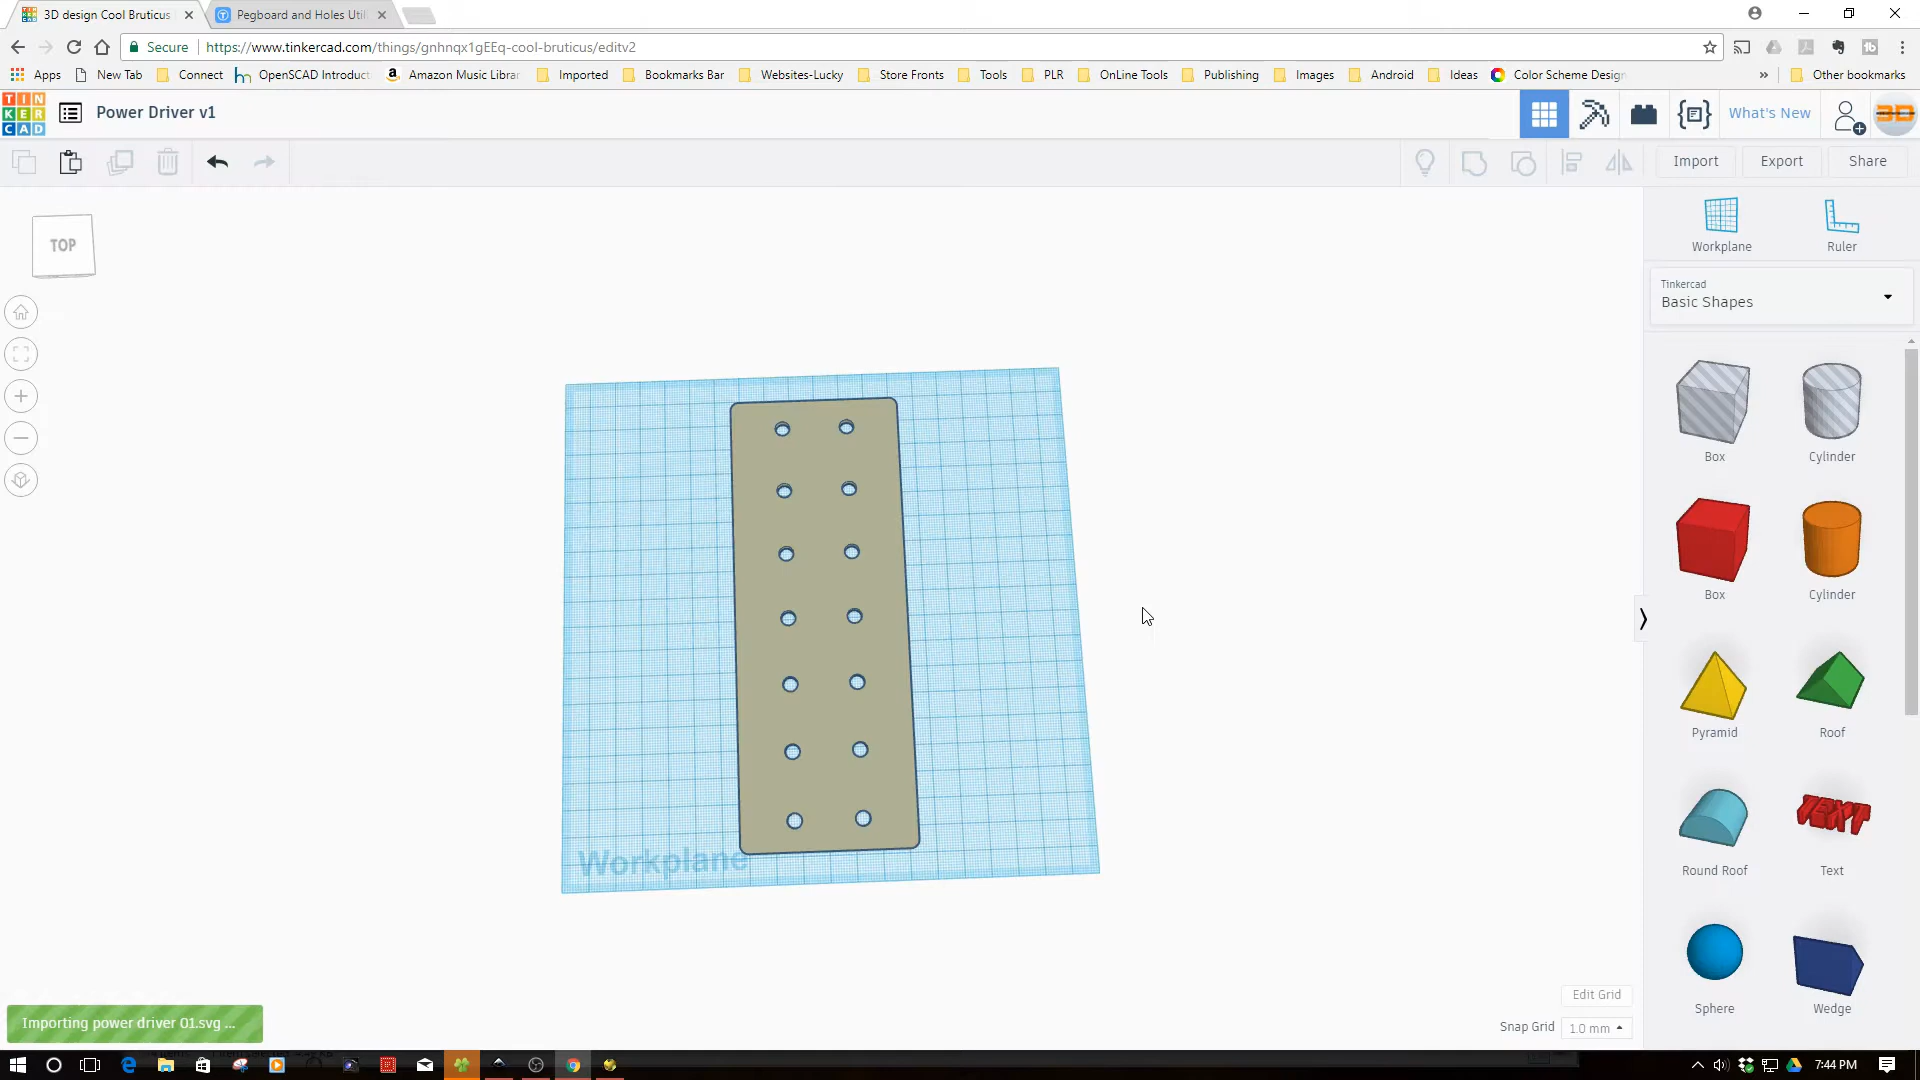 3D design Cool Bruticus
Pegboard and Holes Util
Secure
https://www.tinkercad.com/things/gnhnqx1gEEq-cool-bruticus/editv2
Apps
New Tab
Connect
OpenSCAD Introduct
Amazon Music Librar
Imported
Bookmarks Bar
Websites-Lucky
Store Fronts
Tools
PLR
OnLine Tools
Publishing
Images
Android
Ideas
Color Scheme Design
»
Other bookmarks
TIN
KER
CAD
Power Driver v1
What's New
3D
Import
Export
Share
TOP
Workplane
Ruler
Tinkercad
Basic Shapes
Box
Cylinder
Box
Cylinder
Pyramid
Roof
TEXT
Round Roof
Text
Sphere
Wedge
Workplane
Edit Grid
Snap Grid
1.0 mm
Importing power driver 01.svg ...
7:44 PM